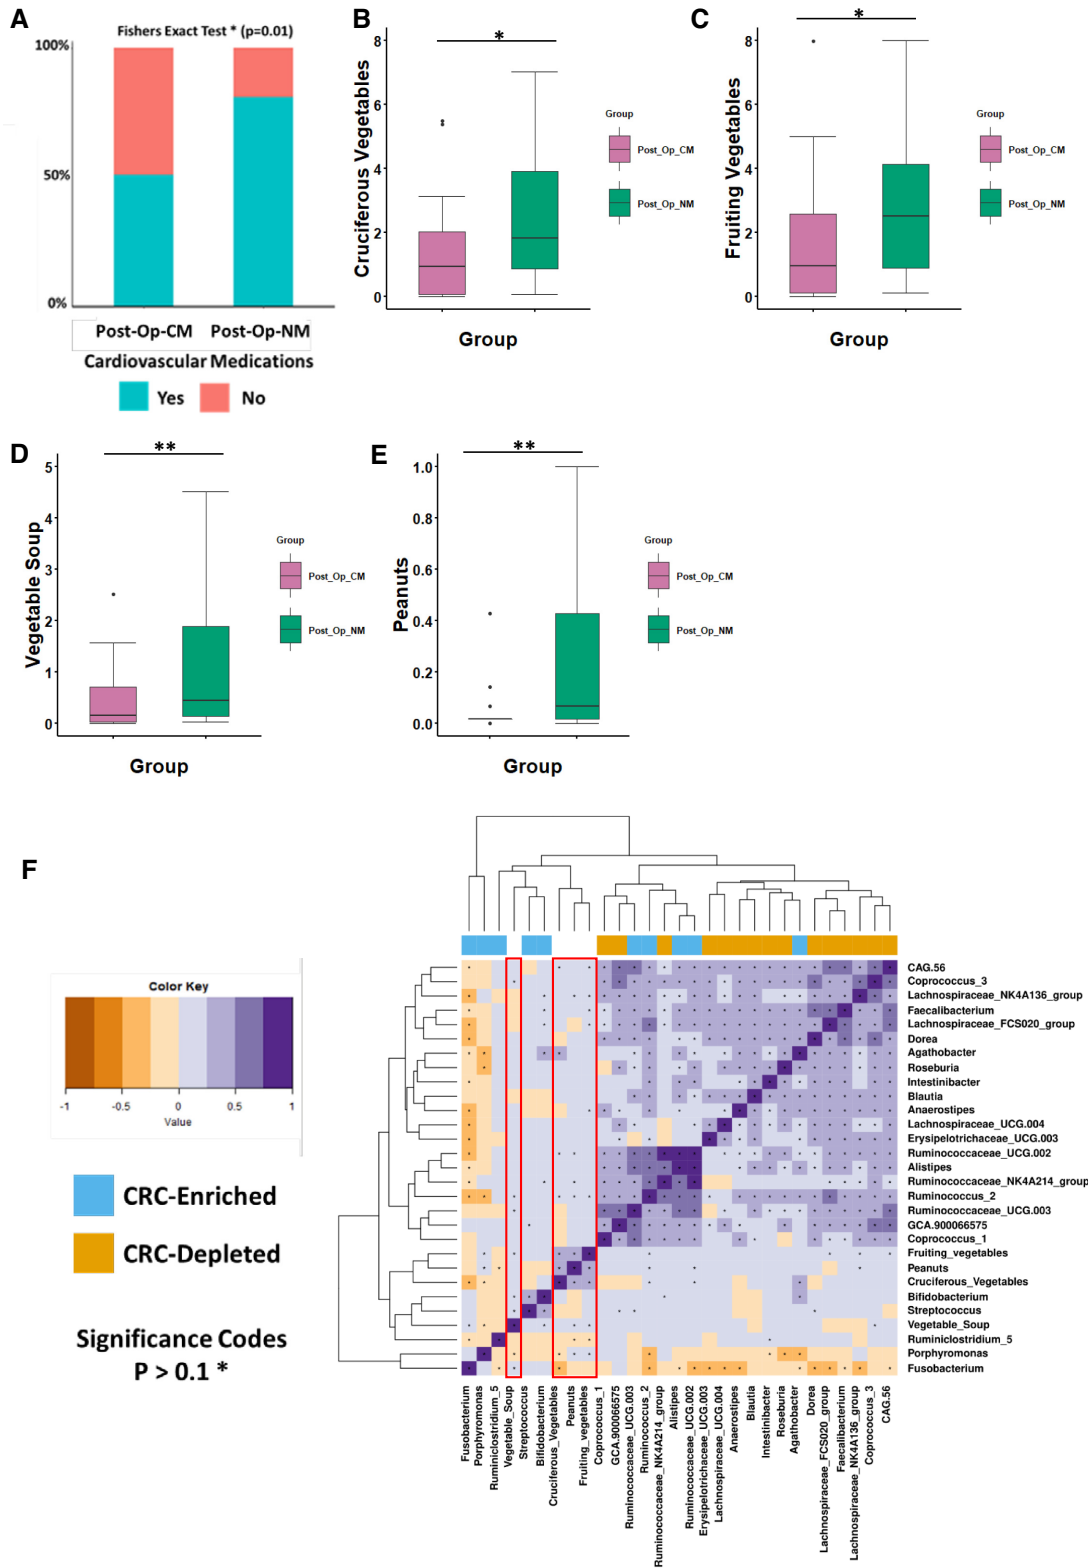 A
Fishers Exact Test * (p=0.01)
100%
50%
0%
Post-Op-CM Post-Op-NM
Cardiovascular Medications
Yes No
B
*
Cruciferous Vegetables
8
6
4
2
0
Group
Group
Post_Op_CM
Post_Op_NM
C
*
Fruiting Vegetables
8
6
4
2
0
Group
Group
Post_Op_CM
Post_Op_NM
D
**
Vegetable Soup
5
4
3
2
1
0
Group
Group
Post_Op_CM
Post_Op_NM
E
**
Peanuts
1.0
0.8
0.6
0.4
0.2
0.0
Group
Group
Post_Op_CM
Post_Op_NM
F
Color Key
-1 -0.5 0 0.5 1
Value
CRC-Enriched
CRC-Depleted
Significance Codes
P > 0.1 *
CAG.56
Coprococcus_3
Lachnospiraceae_NK4A136_group
Faecalibacterium
Lachnospiraceae_FCS020_group
Dorea
Agathobacter
Roseburia
Intestinibacter
Blautia
Anaerostipes
Lachnospiraceae_UCG.004
Erysipelotrichaceae_UCG.003
Ruminococcaceae_UCG.002
Alistipes
Ruminococcaceae_NK4A214_group
Ruminococcus_2
Ruminococcaceae_UCG.003
GCA.900066575
Coprococcus_1
Fruiting_vegetables
Peanuts
Cruciferous_Vegetables
Bifidobacterium
Streptococcus
Vegetable_Soup
Ruminiclostridium_5
Porphyromonas
Fusobacterium
Fusobacterium
Porphyromonas
Ruminiclostridium_5
Vegetable_Soup
Streptococcus
Bifidobacterium
Cruciferous_Vegetables
Peanuts
Fruiting_vegetables
Coprococcus_1
GCA.900066575
Ruminococcaceae_UCG.003
Ruminococcus_2
Ruminococcaceae_NK4A214_group
Alistipes
Ruminococcaceae_UCG.002
Erysipelotrichaceae_UCG.003
Lachnospiraceae_UCG.004
Anaerostipes
Blautia
Intestinibacter
Roseburia
Agathobacter
Dorea
Lachnospiraceae_FCS020_group
Faecalibacterium
Lachnospiraceae_NK4A136_group
Coprococcus_3
CAG.56